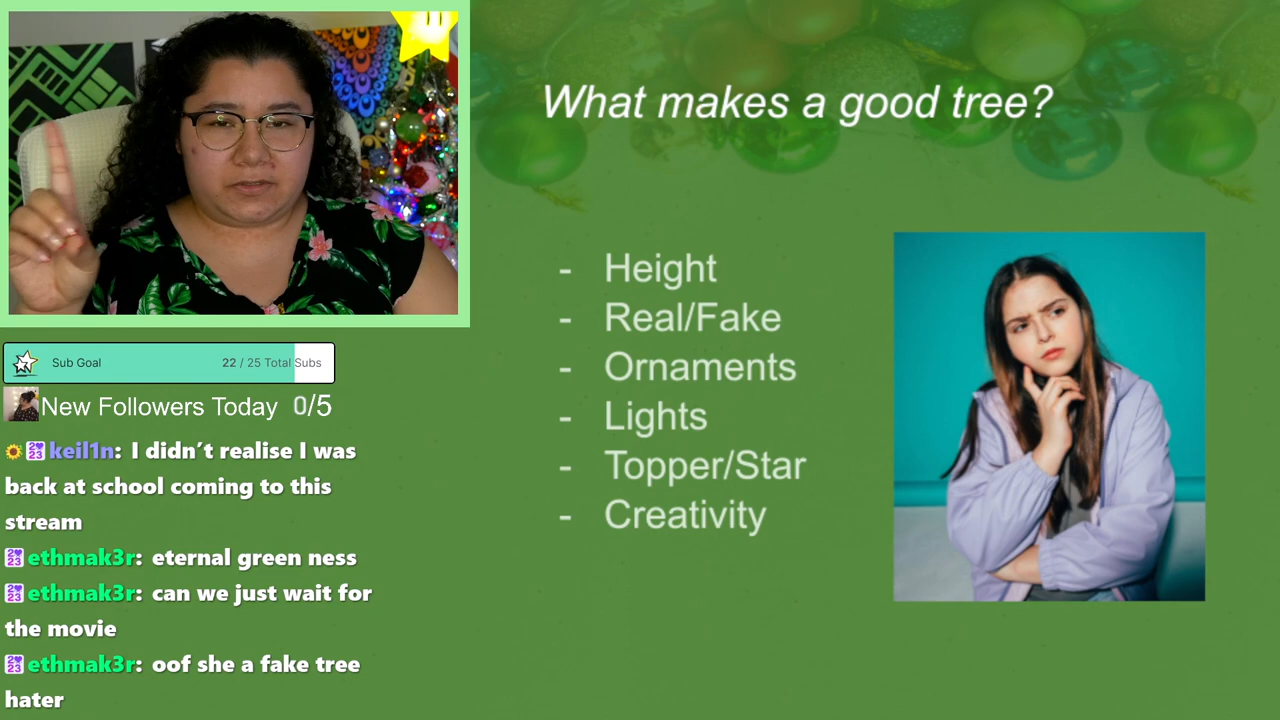 What makes a good tree?
- Height
- Real/Fake
- Ornaments
- Lights
- Topper/Star
- Creativity
Sub Goal 22 / 25 Total Subs
New Followers Today 0/5
keil1n: I didn't realise I was
back at school coming to this
stream
ethmak3r: eternal green ness
ethmak3r: can we just wait for
the movie
ethmak3r: oof she a fake tree
hater